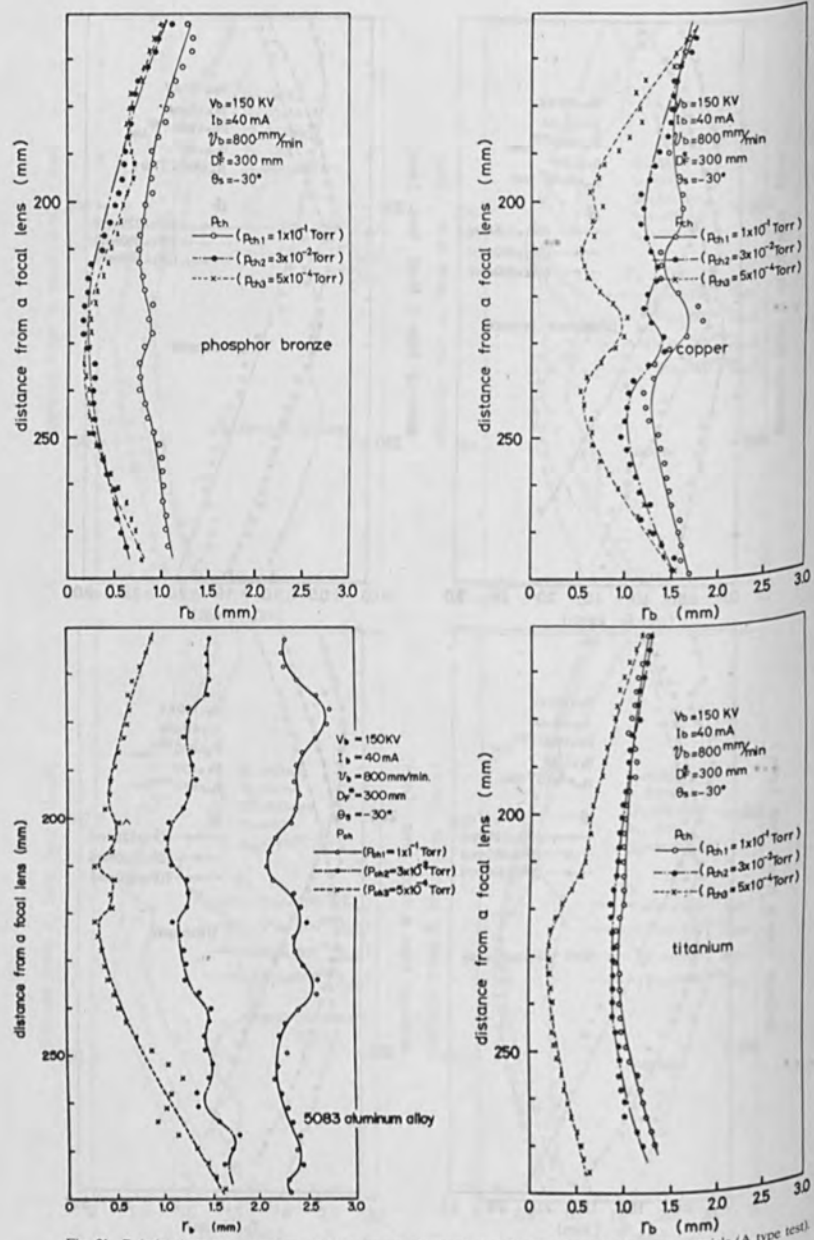 distance from a focal lens (mm)
200
250
Vb=150 KV
Ib=40 mA
νb=800 mm/min
DF*=300 mm
θs=-30°
Pch
(Pch1=1x10⁻¹ Torr)
(Pch2=3x10⁻² Torr)
(Pch3=5x10⁻⁴ Torr)
phosphor bronze
0 0.5 1.0 1.5 2.0 2.5 3.0
rb (mm)
distance from a focal lens (mm)
200
250
Vb=150 KV
Ib=40 mA
νb=800 mm/min
DF*=300 mm
θs=-30°
Pch
(Pch1=1x10⁻¹ Torr)
(Pch2=3x10⁻² Torr)
(Pch3=5x10⁻⁴ Torr)
copper
0 0.5 1.0 1.5 2.0 2.5 3.0
rb (mm)
distance from a focal lens (mm)
200
250
Vb=150KV
Ib=40mA
νb=800mm/min.
DF*=300mm
θs=-30°
Pch
(Pch1=1x⁻¹ Torr)
(Pch2=3x10⁻² Torr)
(Pch3=5x10⁻⁴ Torr)
5083 aluminum alloy
0 0.5 1.0 1.5 2.0 2.5 3.0
rb (mm)
distance from a focal lens (mm)
200
250
Vb=150 KV
Ib=40 mA
νb=800 mm/min
DF*=300 mm
θs=-30°
Pch
(Pch1=1x10⁻¹ Torr)
(Pch2=3x10⁻² Torr)
(Pch3=5x10⁻⁴ Torr)
titanium
0 0.5 1.0 1.5 2.0 2.5 3.0
rb (mm)
(A type test).